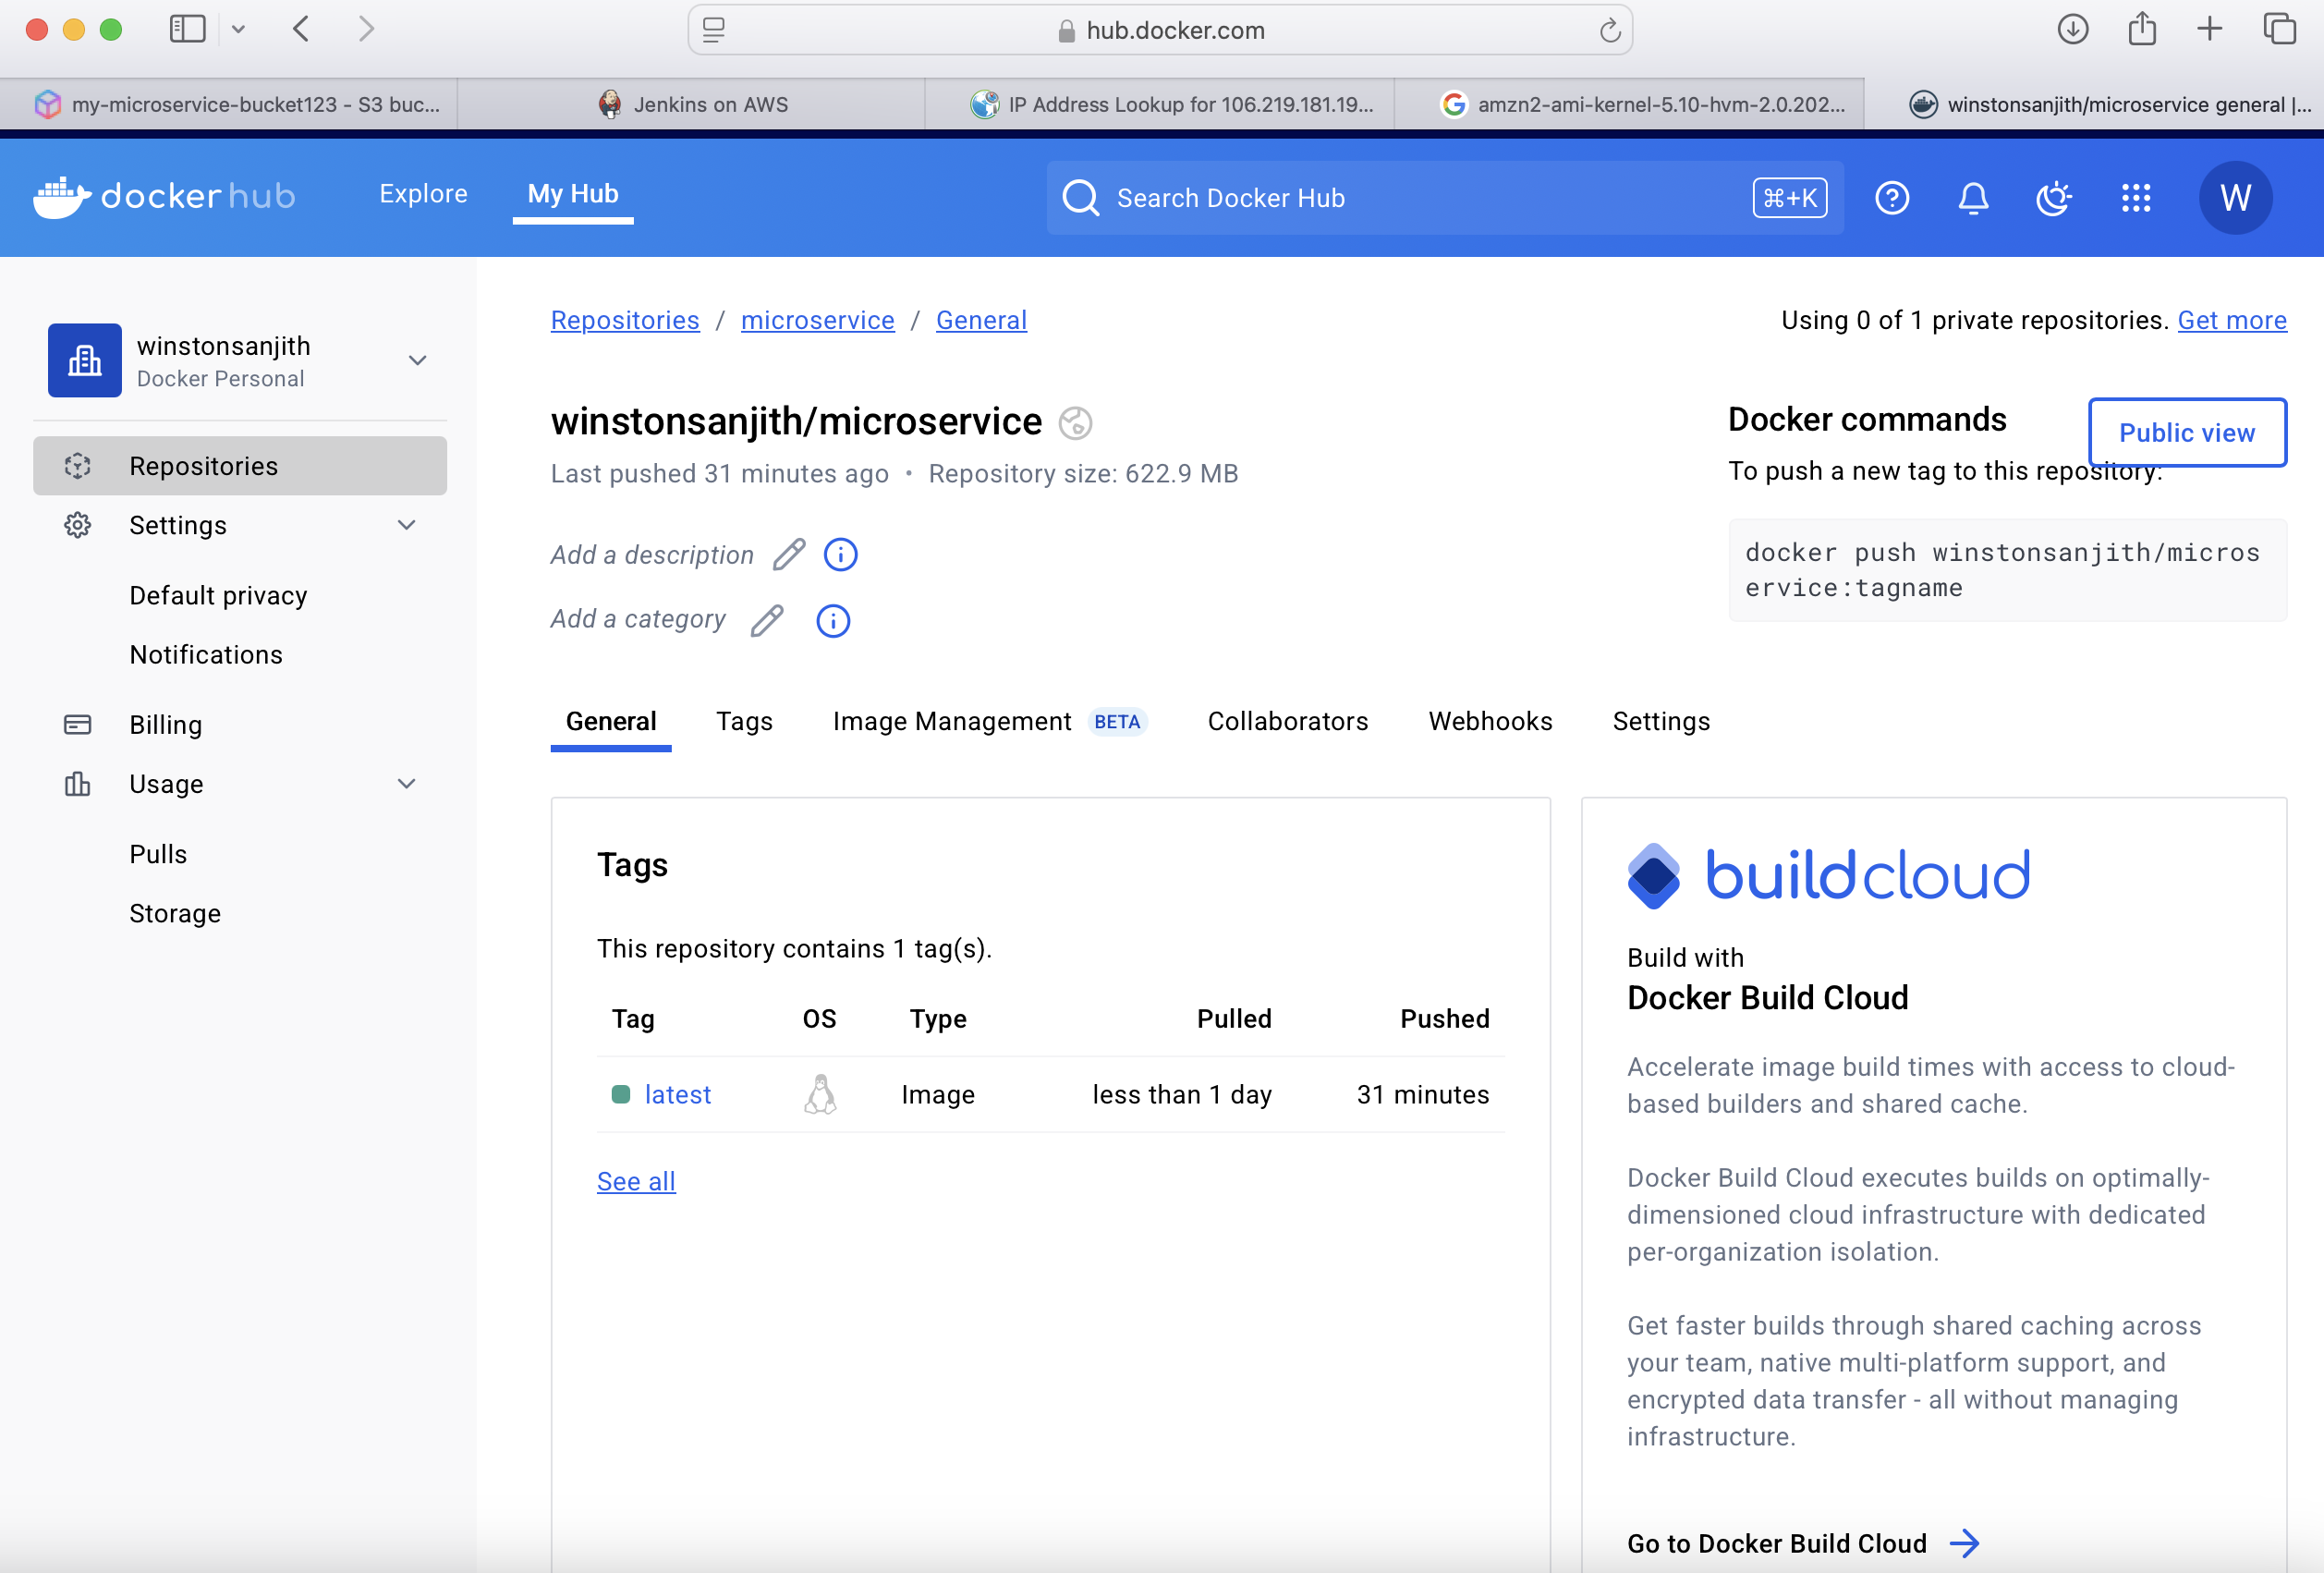 hub.docker.com
my-microservice-bucket123 - S3 buc...
Jenkins on AWS
IP Address Lookup for 106.219.181.19...
amzn2-ami-kernel-5.10-hvm-2.0.202...
winstonsanjith/microservice general |...
docker hub
Explore
My Hub
Search Docker Hub
⌘+K
W
winstonsanjith
Docker Personal
Repositories
Settings
Default privacy
Notifications
Billing
Usage
Pulls
Storage
Repositories / microservice / General
Using 0 of 1 private repositories. Get more
winstonsanjith/microservice
Last pushed 31 minutes ago • Repository size: 622.9 MB
Add a description
Add a category
Docker commands
Public view
To push a new tag to this repository:
docker push winstonsanjith/micros
ervice:tagname
General
Tags
Image Management BETA
Collaborators
Webhooks
Settings
Tags
This repository contains 1 tag(s).
Tag OS Type Pulled Pushed
latest Image less than 1 day 31 minutes
See all
buildcloud
Build with
Docker Build Cloud
Accelerate image build times with access to cloud-
based builders and shared cache.
Docker Build Cloud executes builds on optimally-
dimensioned cloud infrastructure with dedicated
per-organization isolation.
Get faster builds through shared caching across
your team, native multi-platform support, and
encrypted data transfer - all without managing
infrastructure.
Go to Docker Build Cloud